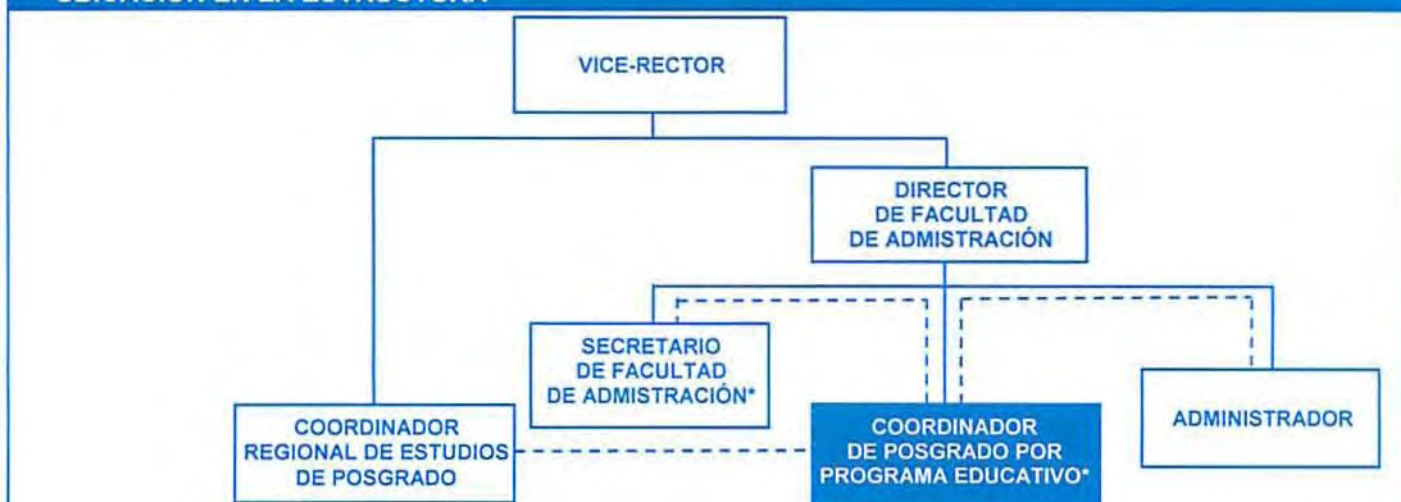 VICE-RECTOR
DIRECTOR
DE FACULTAD
DE ADMISTRACIÓN
SECRETARIO
DE FACULTAD
DE ADMISTRACIÓN*
COORDINADOR
REGIONAL DE ESTUDIOS
DE POSGRADO
COORDINADOR
DE POSGRADO POR
PROGRAMA EDUCATIVO*
ADMINISTRADOR